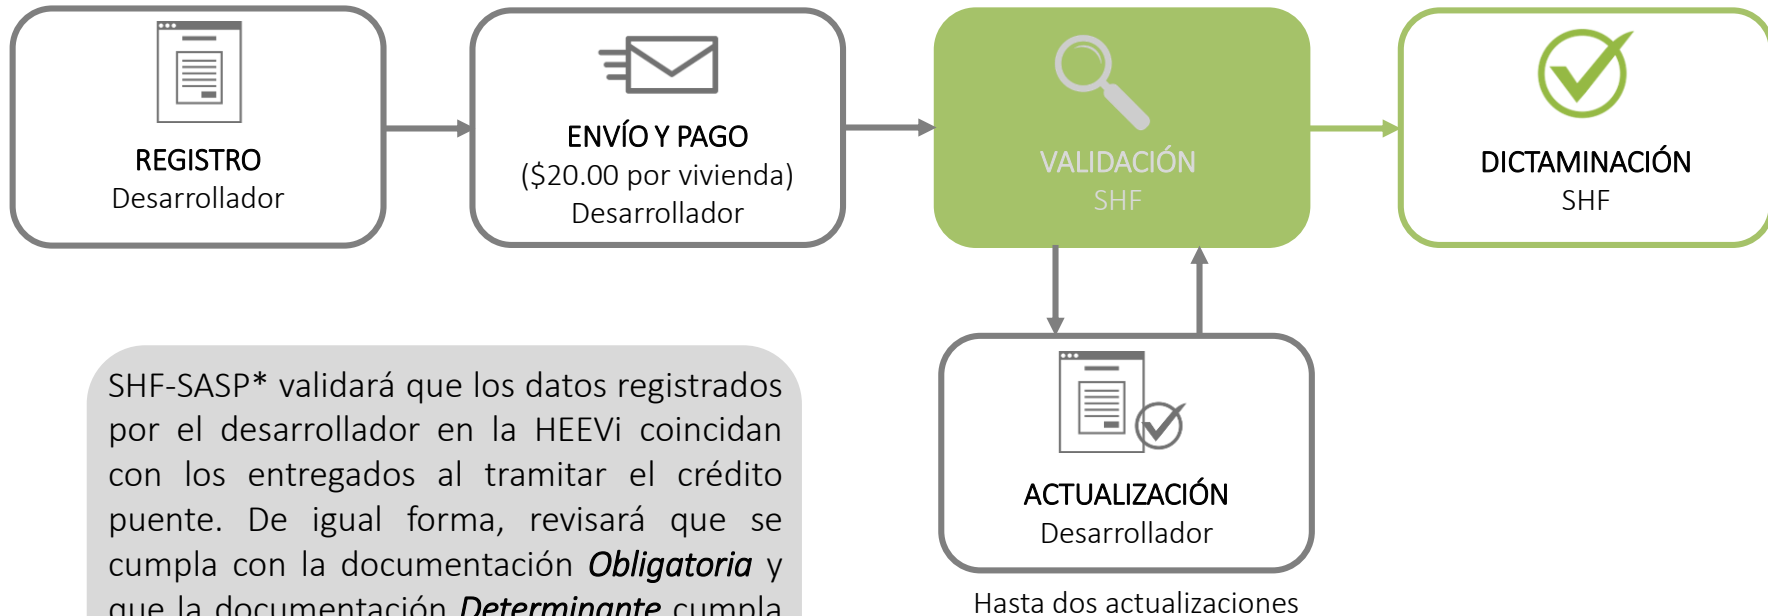 REGISTRO
Desarrollador
ENVÍO Y PAGO
($20.00 por vivienda)
Desarrollador
VALIDACIÓN
SHF
DICTAMINACIÓN
SHF
ACTUALIZACIÓN
Desarrollador
Hasta dos actualizaciones
SHF-SASP* validará que los datos registrados
por el desarrollador en la HEEVi coincidan
con los entregados al tramitar el crédito
puente. De igual forma, revisará que se
cumpla con la documentación Obligatoria y
que la documentación Determinante cumpla